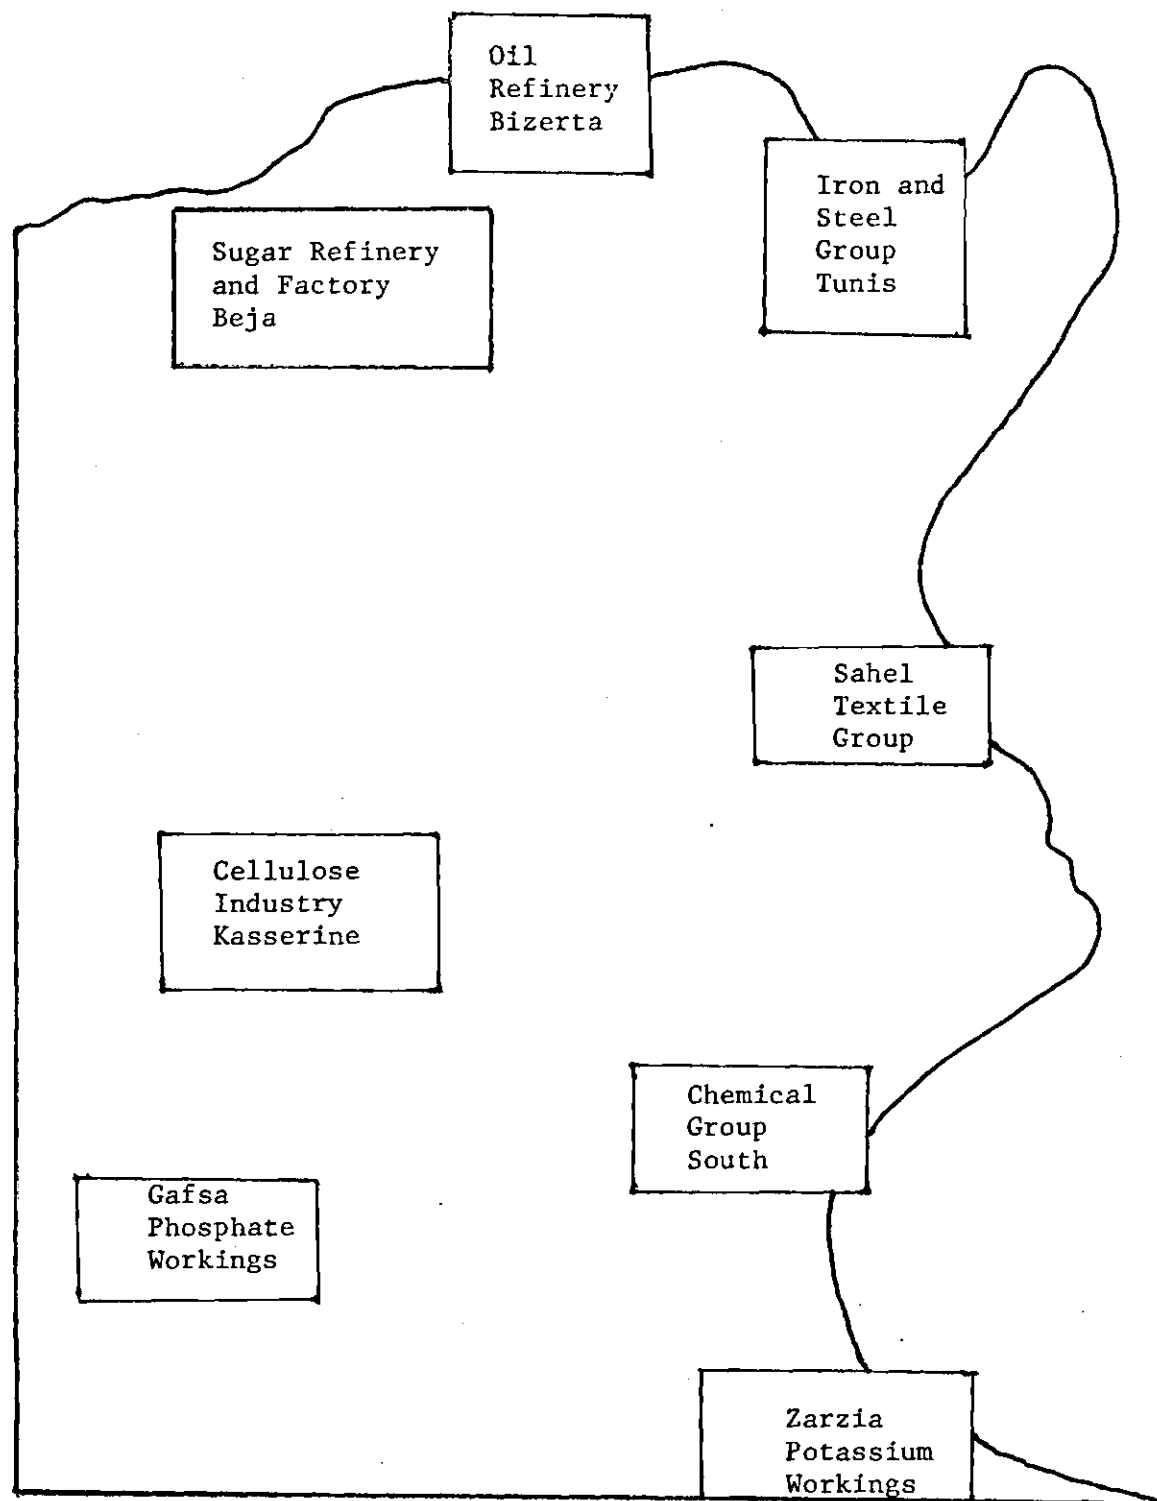 Oil
Refinery
Bizerta
Iron and
Steel
Group
Tunis
Sugar Refinery
and Factory
Beja
Sahel
Textile
Group
Cellulose
Industry
Kasserine
Chemical
Group
South
Gafsa
Phosphate
Workings
Zarzia
Potassium
Workings